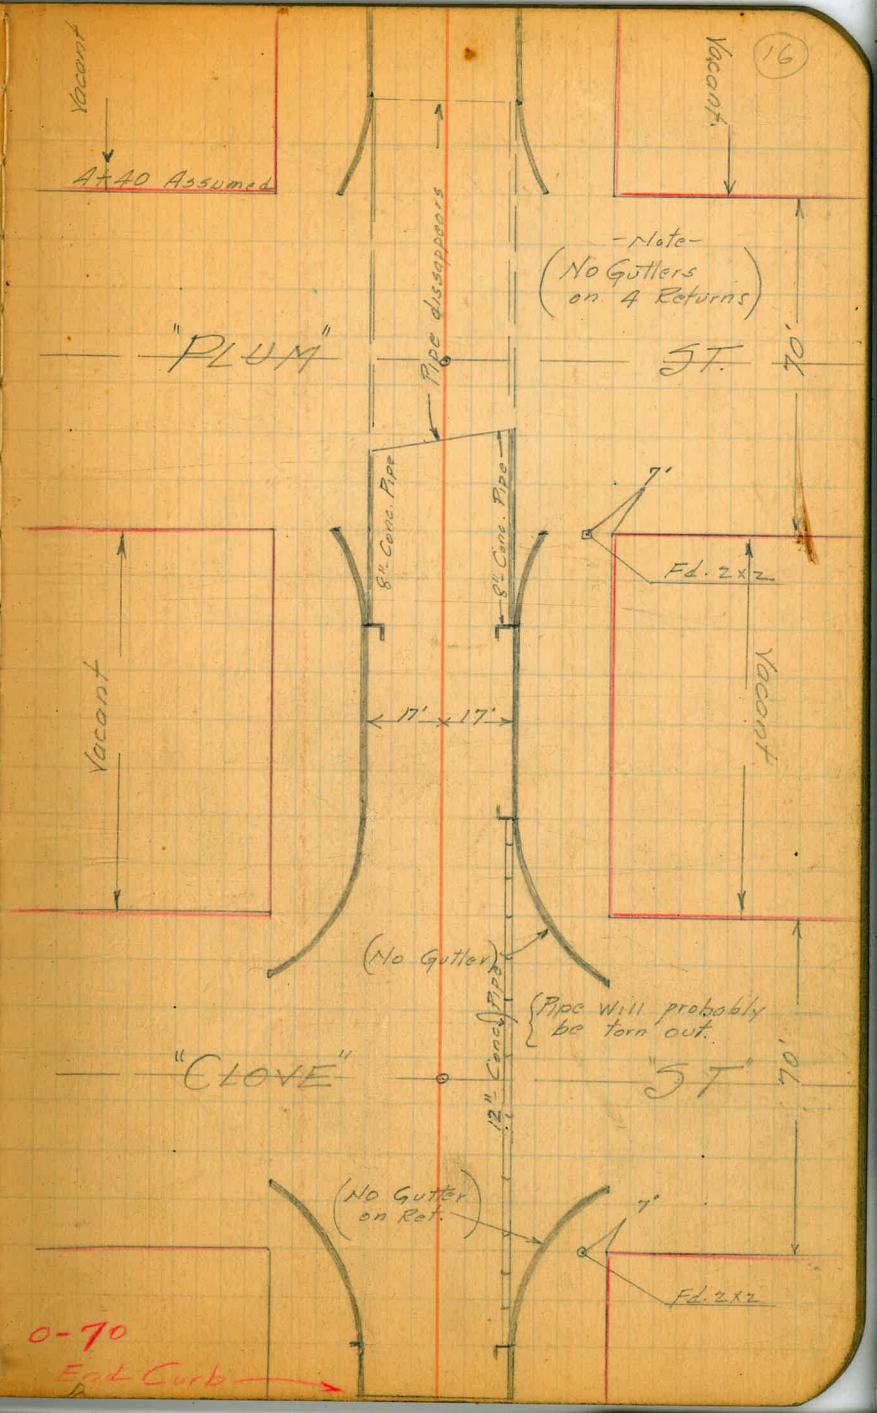 16
Vacant
Vacant.
4+40 Assumed
Pipe dissappears
-Note-
(No Gutters
on 4 Returns)
"PLUM" ST.
70'
8"- Conc. Pipe
8"- Conc. Pipe
7'
Fd. 2x2
Vacant
Vacant
17' 17'
(No Gutter)
12"- Conc. Pipe
{Pipe will probably
be torn out.
"CLOVE" "ST"
70'
(No Gutter
on Ret.)
7'
Fd. 2x2
0-70
End Curb